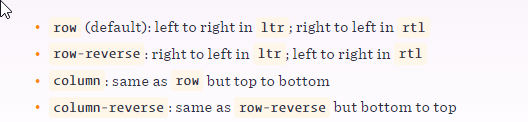 • row (default): left to right in ltr ; right to left in rtl
• row-reverse : right to left in ltr ; left to right in rtl
• column : same as row but top to bottom
• column-reverse : same as row-reverse but bottom to top